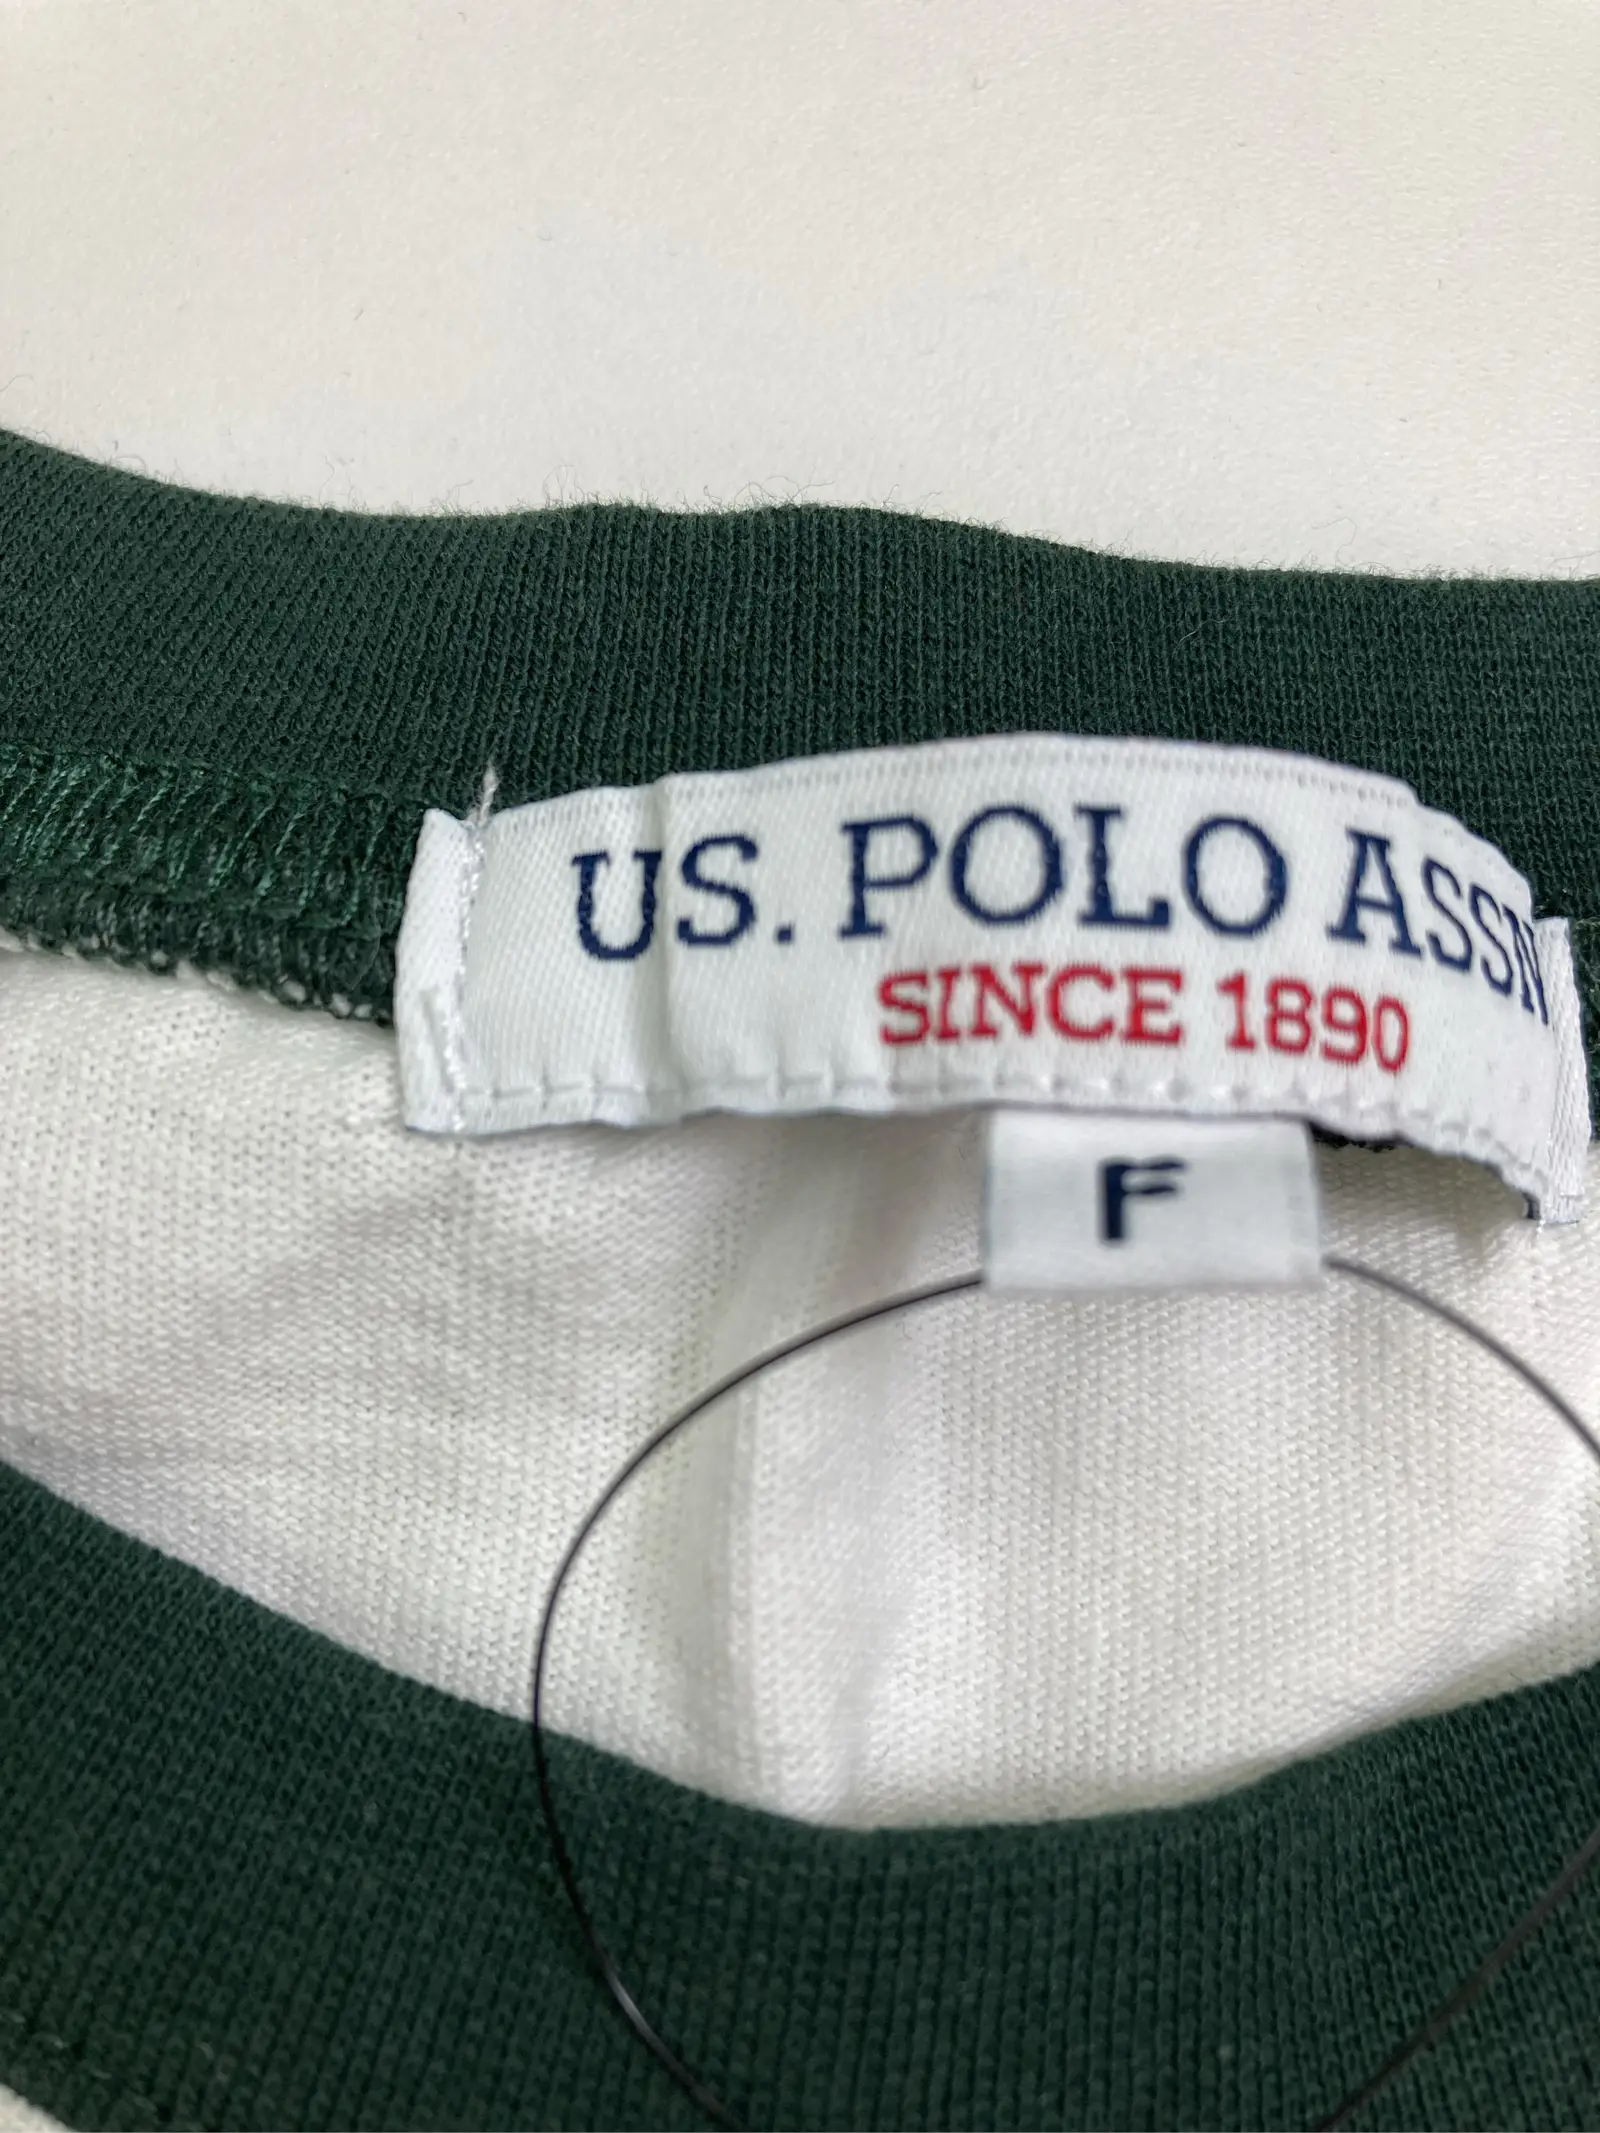 US. POLO ASSN
SINCE 1890
F